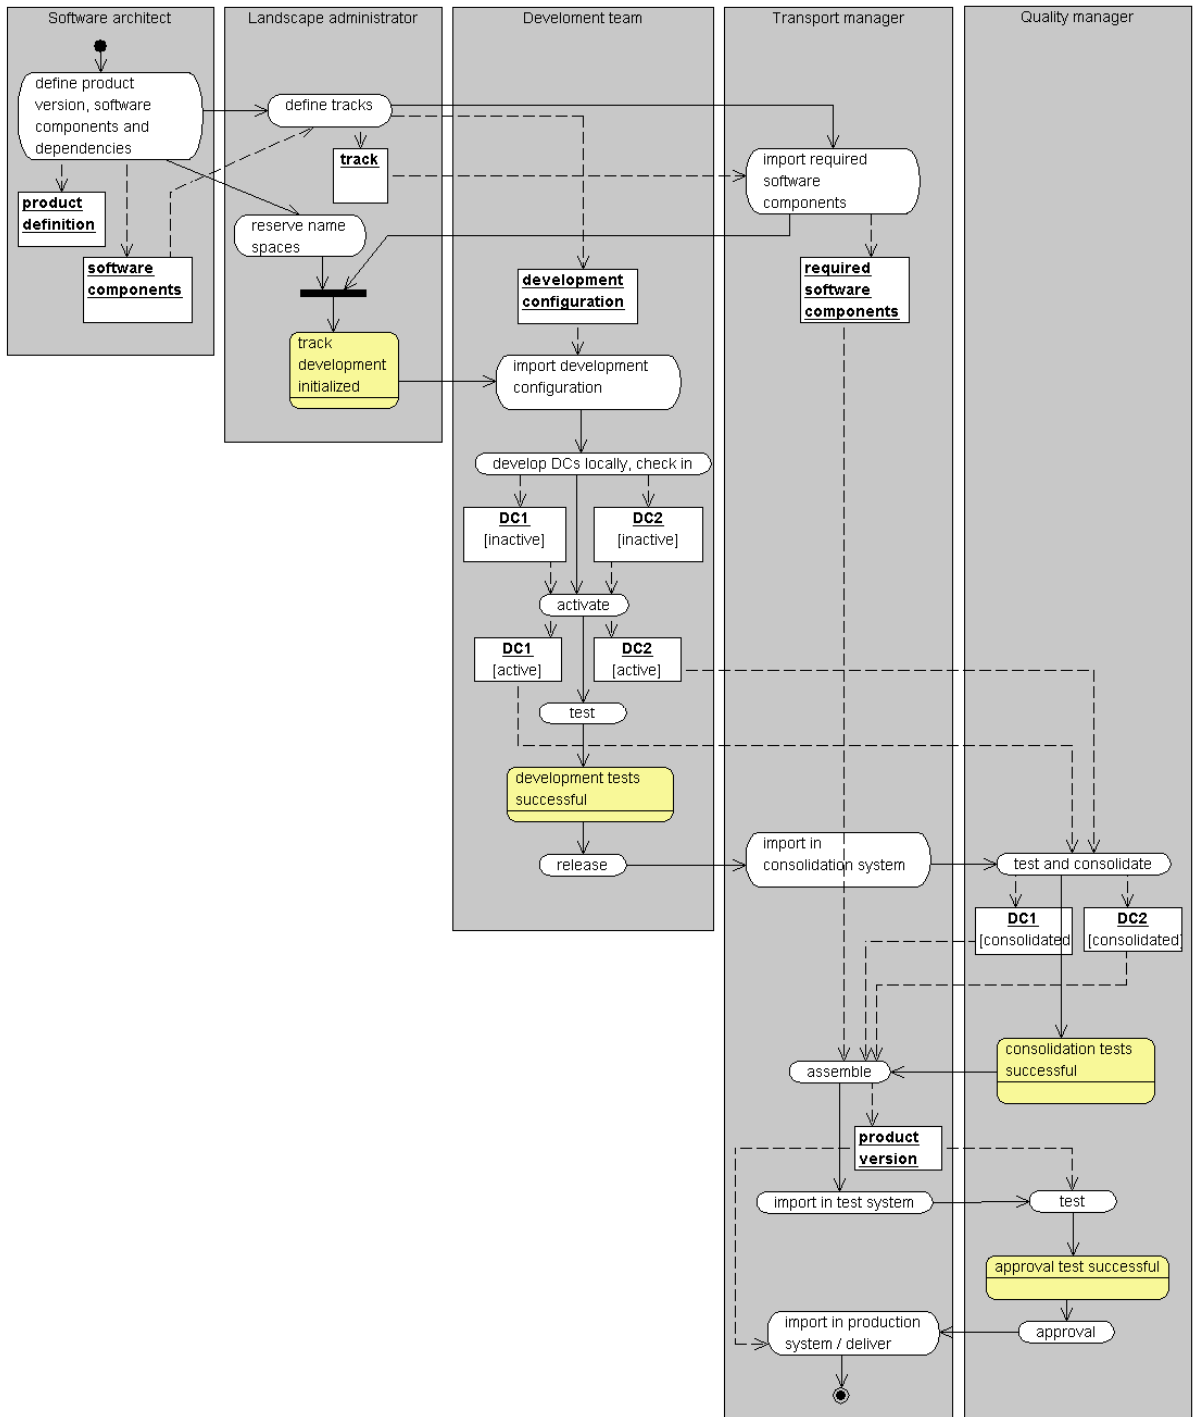 Software architect
Landscape administrator
Develoment team
Transport manager
Quality manager
define product
version, software
components and
dependencies
product
definition
software
components
define tracks
track
reserve name
spaces
track
development
initialized
development
configuration
import development
configuration
develop DCs locally, check in
DC1
[inactive]
DC2
[inactive]
activate
DC1
[active]
DC2
[active]
test
development tests
successful
release
import required
software
components
required
software
components
import in
consolidation system
assemble
product
version
import in test system
import in production
system / deliver
test and consolidate
DC1
[consolidated]
DC2
[consolidated]
consolidation tests
successful
test
approval test successful
approval